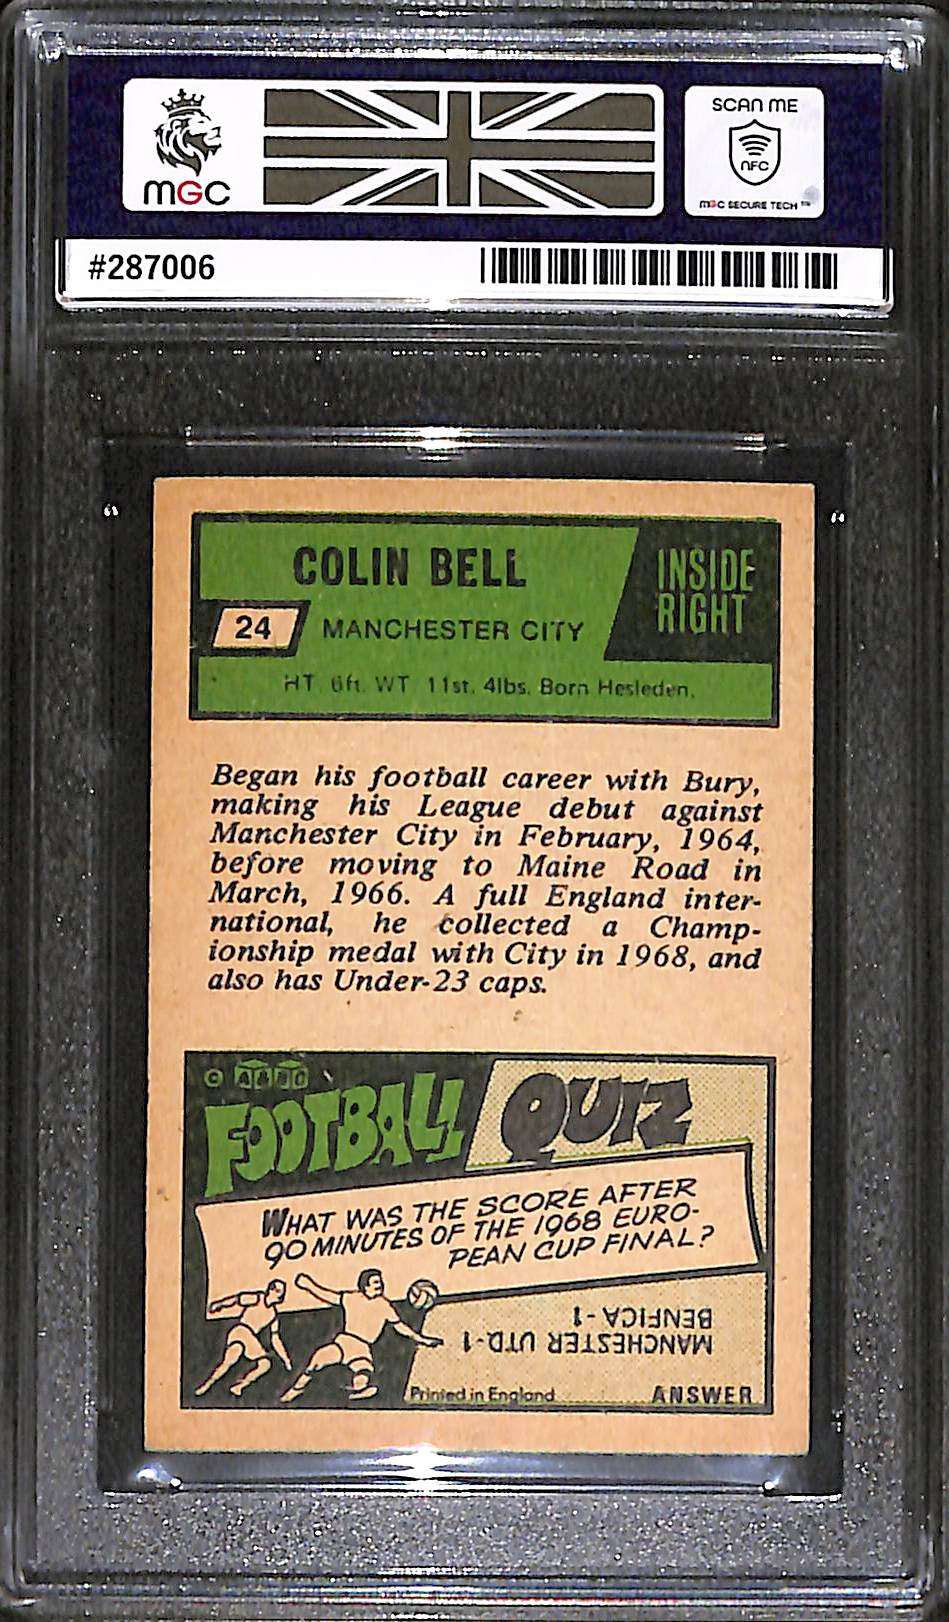 MGC
SCAN ME
NFC
MGC SECURE TECH ™
#287006
COLIN BELL
INSIDE
RIGHT
24
MANCHESTER CITY
HT 6ft. WT 11st. 4lbs. Born Hesleden.
Began his football career with Bury,
making his League debut against
Manchester City in February, 1964,
before moving to Maine Road in
March, 1966. A full England inter-
national, he collected a Champ-
ionship medal with City in 1968, and
also has Under-23 caps.
© A&BC
FOOTBALL QUIZ
WHAT WAS THE SCORE AFTER
90 MINUTES OF THE 1968 EURO-
PEAN CUP FINAL?
MANCHESTER UTD-1
BENFICA-1
Printed in England
ANSWER